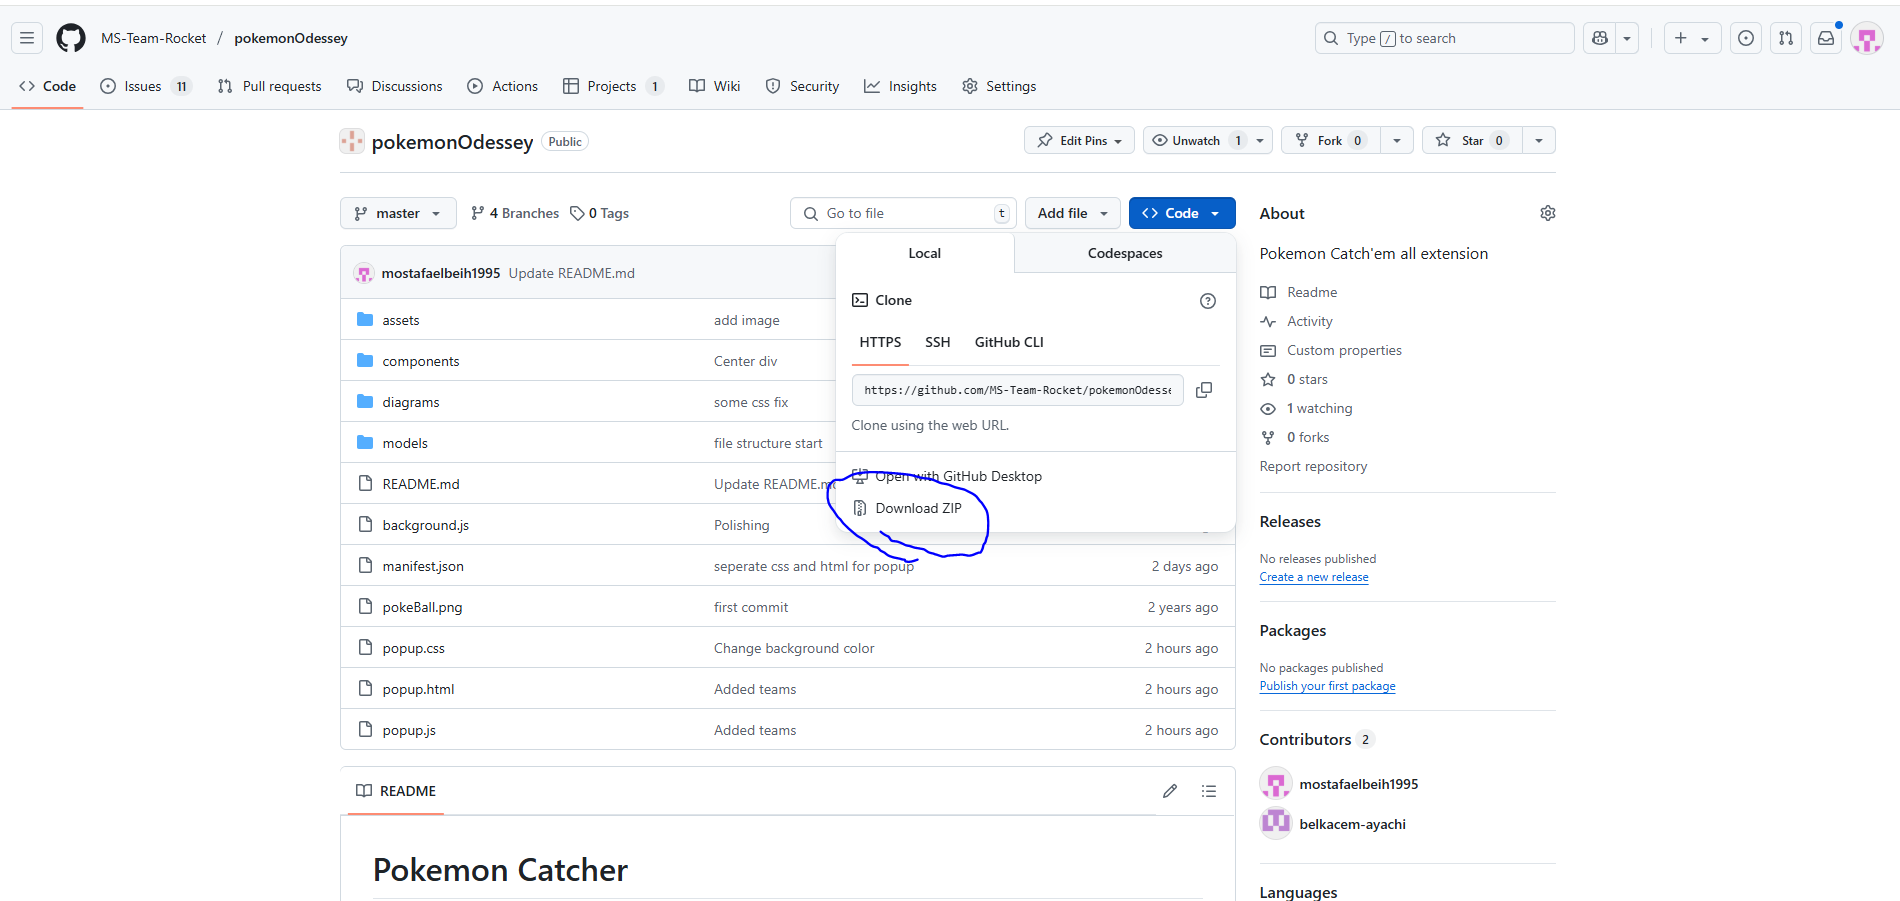 MS-Team-Rocket / pokemonOdessey
Type / to search
Code
Issues 11
Pull requests
Discussions
Actions
Projects 1
Wiki
Security
Insights
Settings
pokemonOdessey Public
Edit Pins
Unwatch 1
Fork 0
Star 0
master
4 Branches
0 Tags
Go to file t
Add file
Code
Local
Codespaces
Clone
HTTPS SSH GitHub CLI
https://github.com/MS-Team-Rocket/pokemonOdesse
Clone using the web URL.
Open with GitHub Desktop
Download ZIP
mostafaelbeih1995 Update README.md
assets add image
components Center div
diagrams some css fix
models file structure start
README.md Update README.md
background.js Polishing
manifest.json seperate css and html for popup 2 days ago
pokeBall.png first commit 2 years ago
popup.css Change background color 2 hours ago
popup.html Added teams 2 hours ago
popup.js Added teams 2 hours ago
README
Pokemon Catcher
About
Pokemon Catch'em all extension
Readme
Activity
Custom properties
0 stars
1 watching
0 forks
Report repository
Releases
No releases published
Create a new release
Packages
No packages published
Publish your first package
Contributors 2
mostafaelbeih1995
belkacem-ayachi
Languages